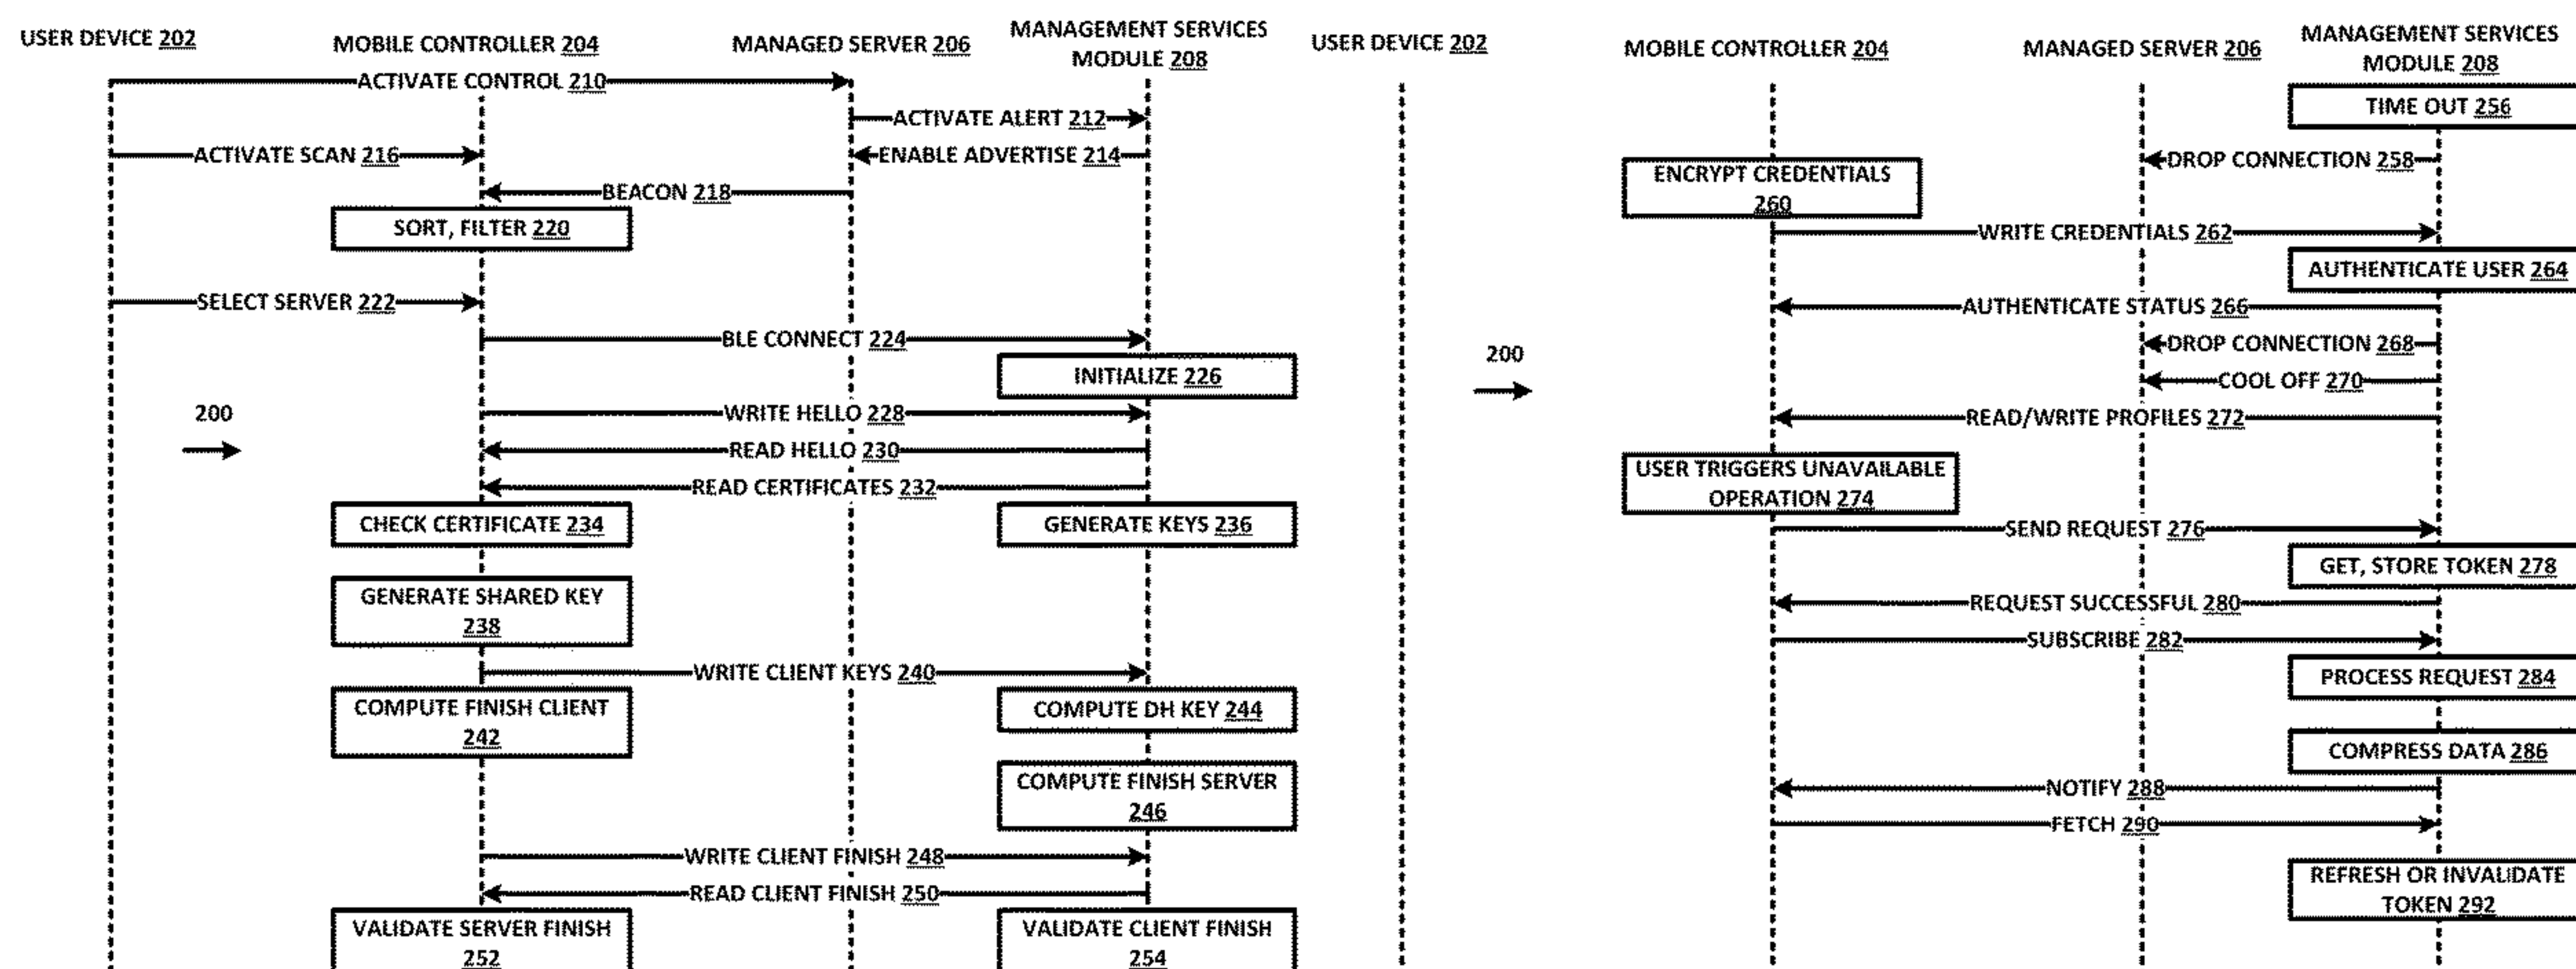 USER DEVICE 202
MOBILE CONTROLLER 204
MANAGED SERVER 206
MANAGEMENT SERVICES
MODULE 208
ACTIVATE CONTROL 210
ACTIVATE ALERT 212
ACTIVATE SCAN 216
ENABLE ADVERTISE 214
BEACON 218
SORT, FILTER 220
SELECT SERVER 222
BLE CONNECT 224
INITIALIZE 226
200
WRITE HELLO 228
READ HELLO 230
READ CERTIFICATES 232
CHECK CERTIFICATE 234
GENERATE KEYS 236
GENERATE SHARED KEY
238
WRITE CLIENT KEYS 240
COMPUTE FINISH CLIENT
242
COMPUTE DH KEY 244
COMPUTE FINISH SERVER
246
WRITE CLIENT FINISH 248
READ CLIENT FINISH 250
VALIDATE SERVER FINISH
252
VALIDATE CLIENT FINISH
254
USER DEVICE 202
MOBILE CONTROLLER 204
MANAGED SERVER 206
MANAGEMENT SERVICES
MODULE 208
TIME OUT 256
DROP CONNECTION 258
ENCRYPT CREDENTIALS
260
WRITE CREDENTIALS 262
AUTHENTICATE USER 264
AUTHENTICATE STATUS 266
200
DROP CONNECTION 268
COOL OFF 270
READ/WRITE PROFILES 272
USER TRIGGERS UNAVAILABLE
OPERATION 274
SEND REQUEST 276
GET, STORE TOKEN 278
REQUEST SUCCESSFUL 280
SUBSCRIBE 282
PROCESS REQUEST 284
COMPRESS DATA 286
NOTIFY 288
FETCH 290
REFRESH OR INVALIDATE
TOKEN 292